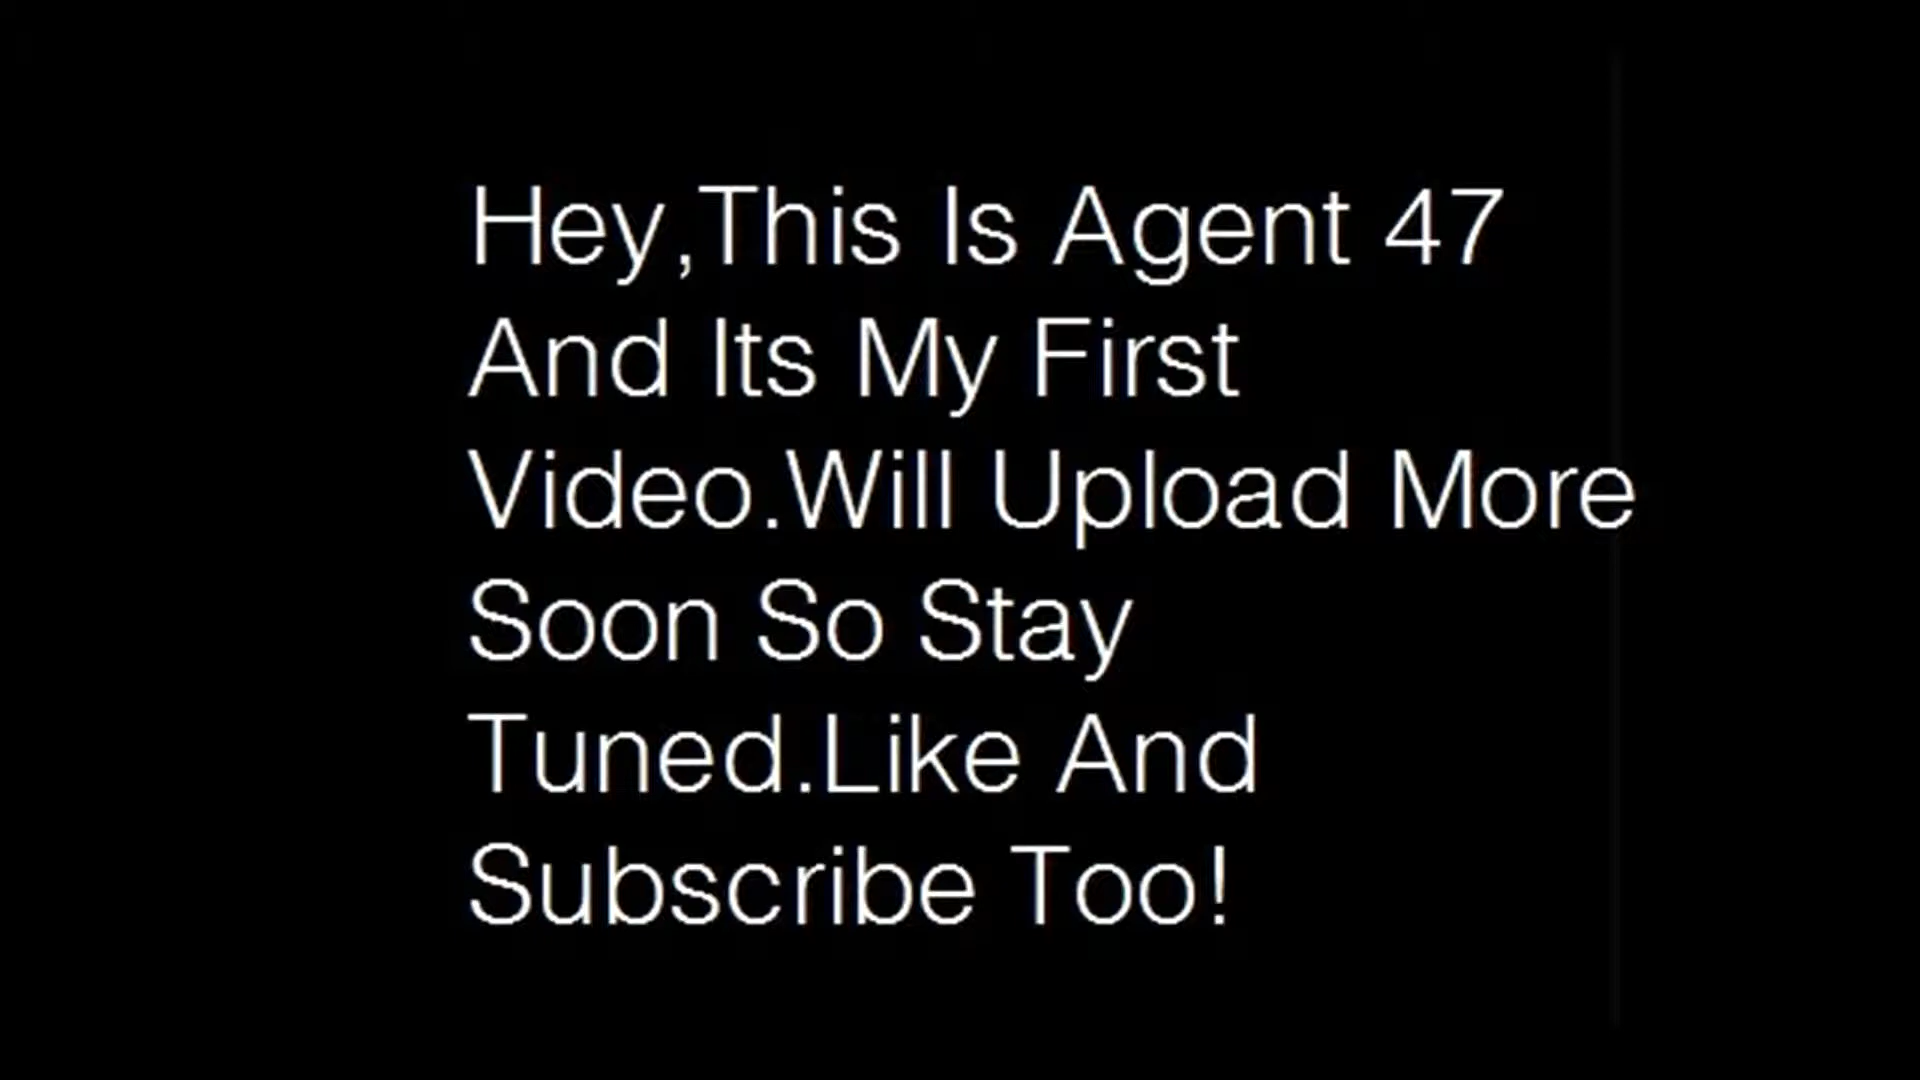 Hey,This Is Agent 47
And Its My First
Video.Will Upload More
Soon So Stay
Tuned.Like And
Subscribe Too!